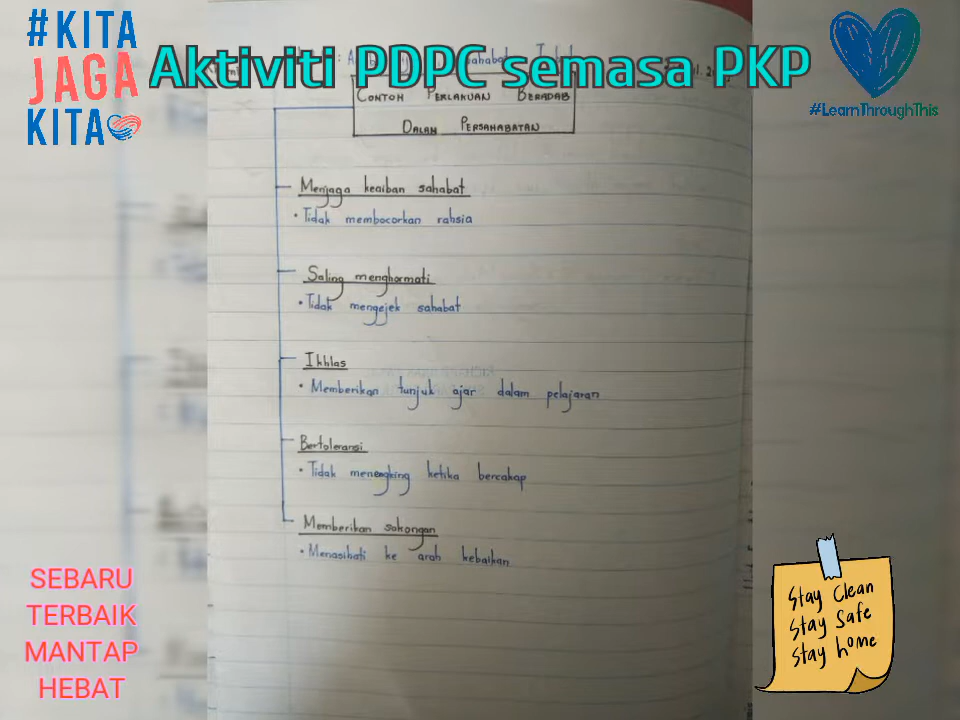 #KITA
JAGA
KITA
Aktiviti PDPC semasa PKP
#LearnThroughThis
CONTOH PERLAKUAN BERADAB
DALAM PERSAHABATAN
Menjaga keaiban sahabat
• Tidak membocorkan rahsia
Saling menghormati
• Tidak mengejek sahabat
Ikhlas
• Memberikan tunjuk ajar dalam pelajaran
Bertoleransi
• Tidak menengking ketika bercakap
Memberikan sokongan
• Menasihati ke arah kebaikan
SEBARU
TERBAIK
MANTAP
HEBAT
Stay Clean
Stay Safe
Stay home